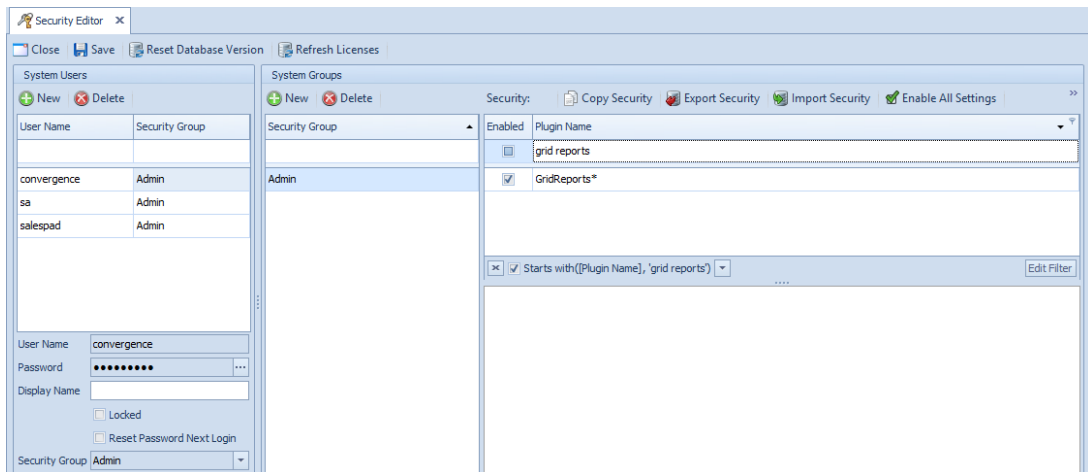 Security Editor
Close Save Reset Database Version Refresh Licenses
System Users
New Delete
User Name Security Group
convergence Admin
sa Admin
salespad Admin
User Name convergence
Password •••••••••
Display Name
Locked
Reset Password Next Login
Security Group Admin
System Groups
New Delete
Security Group
Admin
Security: Copy Security Export Security Import Security Enable All Settings
Enabled Plugin Name
grid reports
GridReports*
Starts with([Plugin Name], 'grid reports')
Edit Filter